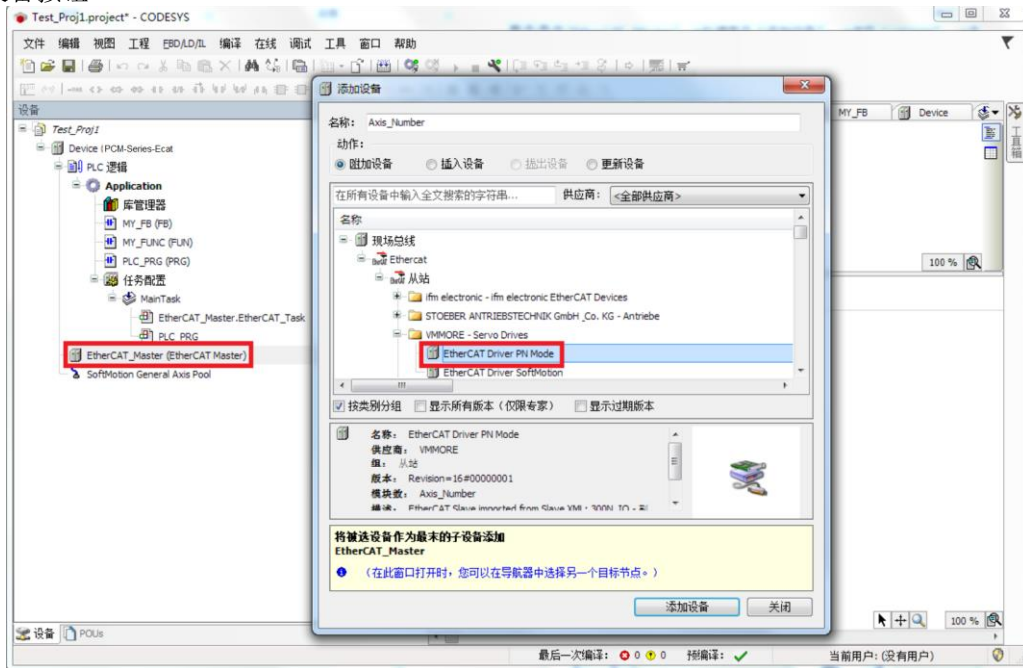 Test_Proj1.project* - CODESYS
文件 编辑 视图 工程 FBD/LD/IL 编译 在线 调试 工具 窗口 帮助
设备
Test_Proj1
Device (PCM-Series-Ecat
PLC 逻辑
Application
库管理器
MY_FB (FB)
MY_FUNC (FUN)
PLC_PRG (PRG)
任务配置
MainTask
EtherCAT_Master.EtherCAT_Task
PLC_PRG
EtherCAT_Master (EtherCAT Master)
SoftMotion General Axis Pool
设备 POUs
添加设备
名称: Axis_Number
动作:
附加设备 插入设备 拔出设备 更新设备
在所有设备中输入全文搜索的字符串... 供应商: <全部供应商>
名称
现场总线
Ethercat
从站
ifm electronic - ifm electronic EtherCAT Devices
STOEBER ANTRIEBSTECHNIK GmbH _Co. KG - Antriebe
VMMORE - Servo Drives
EtherCAT Driver PN Mode
EtherCAT Driver SoftMotion
按类别分组 显示所有版本(仅限专家) 显示过期版本
名称: EtherCAT Driver PN Mode
供应商: VMMORE
组: 从站
版本: Revision=16#00000001
模块数: Axis_Number
描述: EtherCAT Slave imported from Slave XML: 300N_IO -
将被选设备作为最末的子设备添加
EtherCAT_Master
(在此窗口打开时,您可以在导航器中选择另一个目标节点。)
添加设备 关闭
MY_FB Device
工具箱
100 %
100 %
最后一次编译: 0 0 预编译: 当前用户: (没有用户)